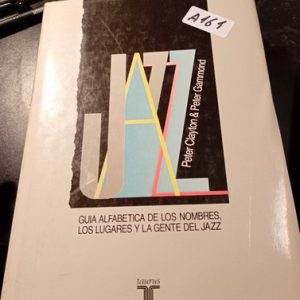 A161
JAZZ
Peter Clayton & Peter Gammond
GUIA ALFABETICA DE LOS NOMBRES,
LOS LUGARES Y LA GENTE DEL JAZZ
taurus
T